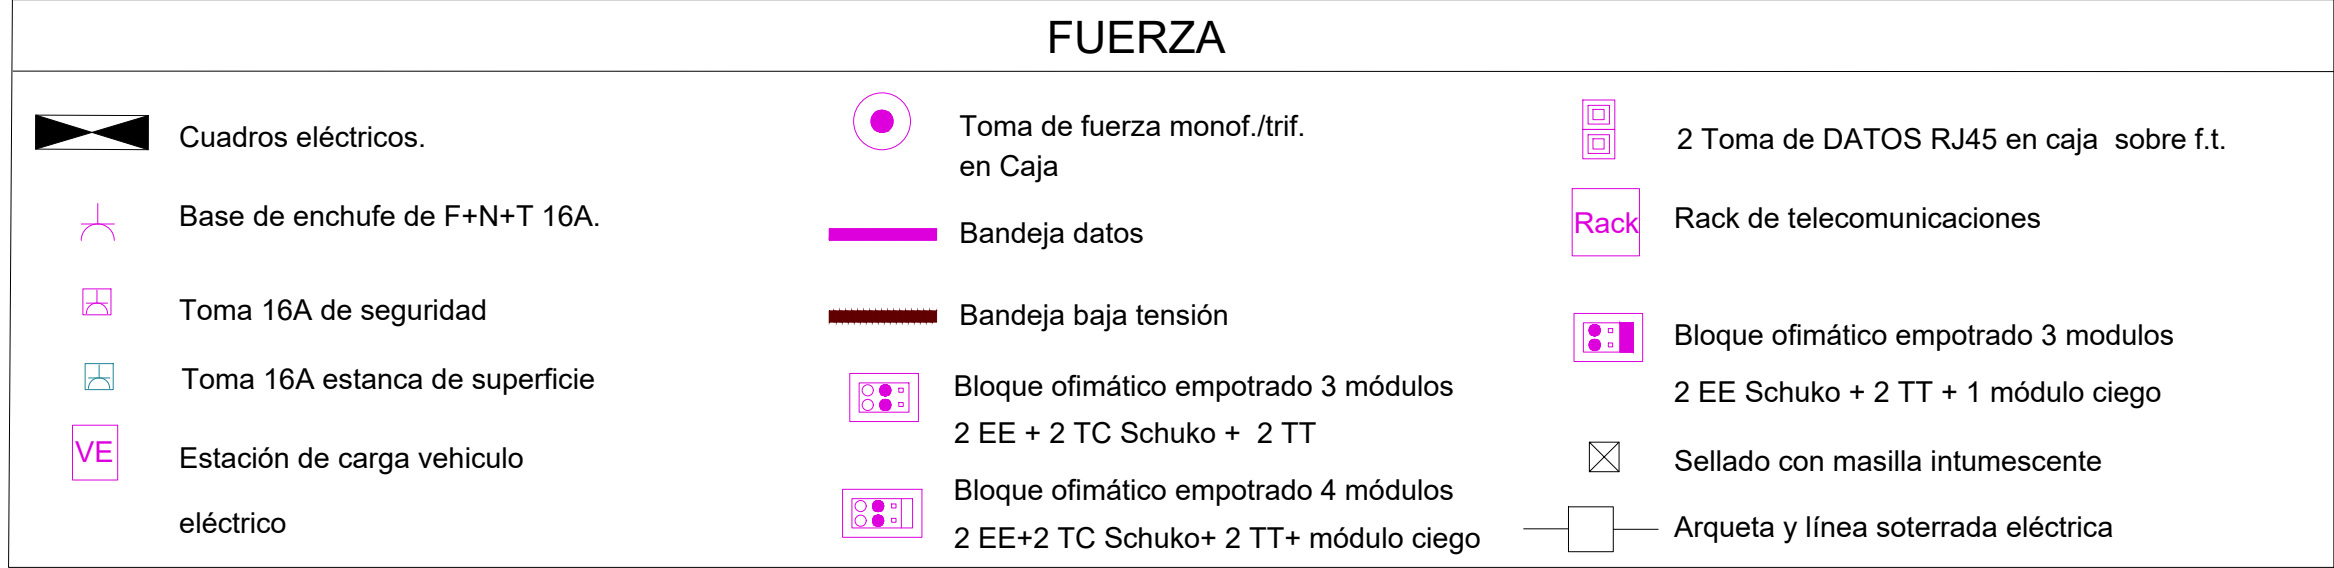 FUERZA
Cuadros eléctricos.
Base de enchufe de F+N+T 16A.
Toma 16A de seguridad
Toma 16A estanca de superficie
VE
Estación de carga vehiculo
eléctrico
Toma de fuerza monof./trif.
en Caja
Bandeja datos
Bandeja baja tensión
Bloque ofimático empotrado 3 módulos
2 EE + 2 TC Schuko + 2 TT
Bloque ofimático empotrado 4 módulos
2 EE+2 TC Schuko+ 2 TT+ módulo ciego
2 Toma de DATOS RJ45 en caja sobre f.t.
Rack
Rack de telecomunicaciones
Bloque ofimático empotrado 3 modulos
2 EE Schuko + 2 TT + 1 módulo ciego
Sellado con masilla intumescente
Arqueta y línea soterrada eléctrica